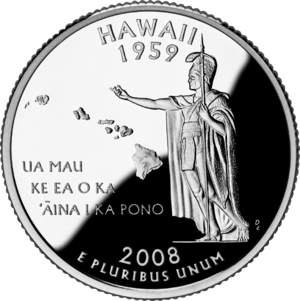 HAWAII
1959
UA MAU
KE EA O KA
ʻĀINA I KA PONO
2008
E PLURIBUS UNUM